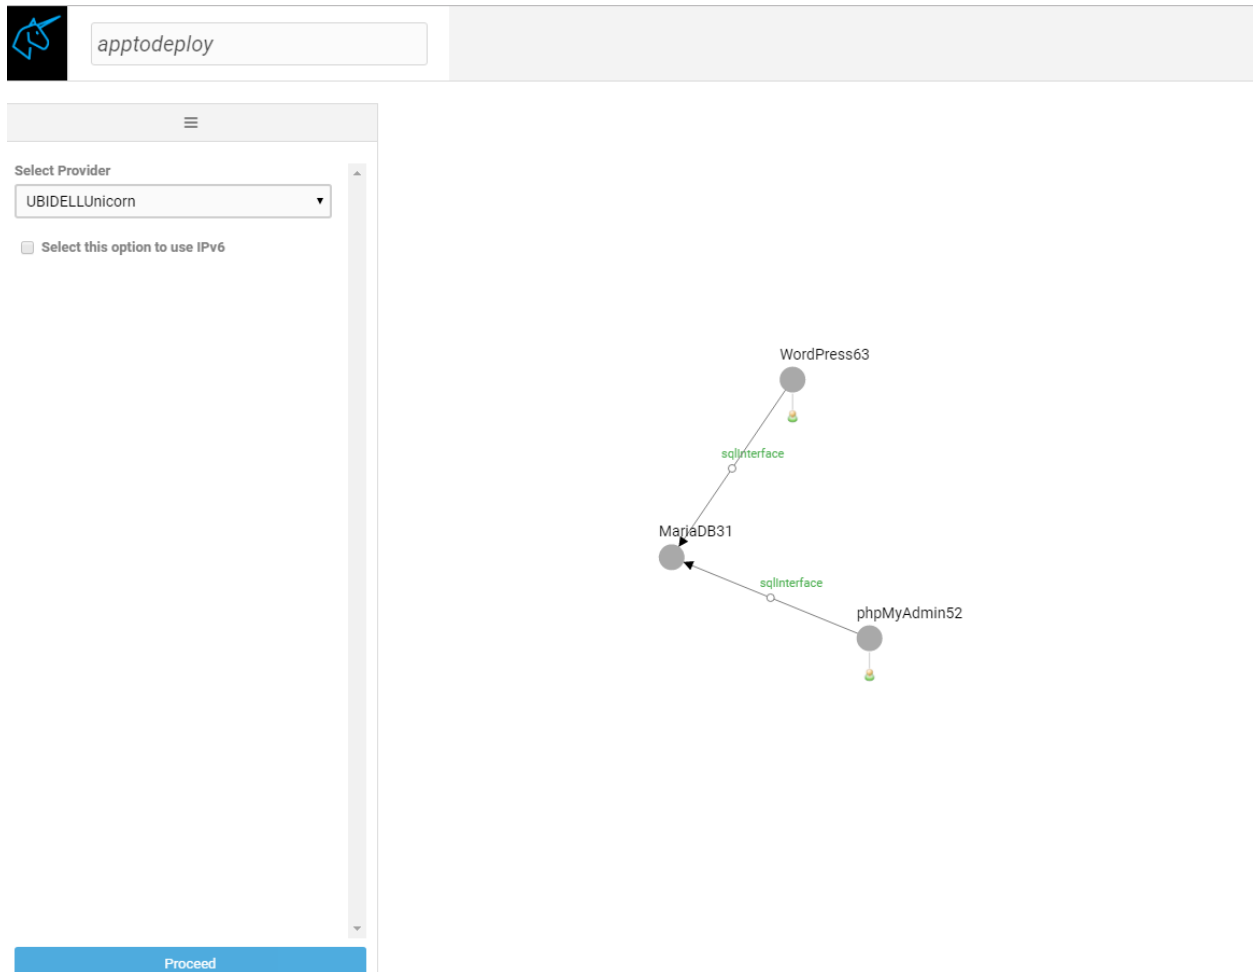 apptodeploy
Select Provider
UBIDELLUnicorn
Select this option to use IPv6
WordPress63
sqlInterface
MariaDB31
sqlInterface
phpMyAdmin52
Proceed